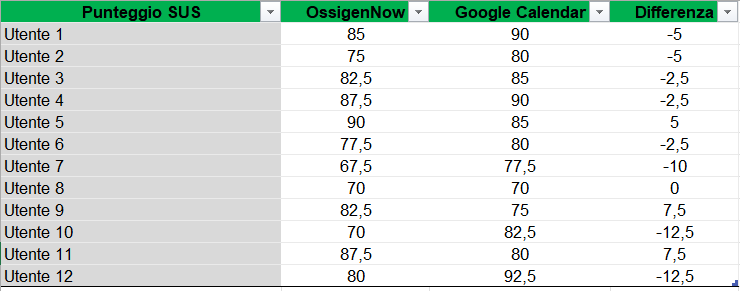 Punteggio SUS OssigenNow Google Calendar Differenza
Utente 1 85 90 -5
Utente 2 75 80 -5
Utente 3 82,5 85 -2,5
Utente 4 87,5 90 -2,5
Utente 5 90 85 5
Utente 6 77,5 80 -2,5
Utente 7 67,5 77,5 -10
Utente 8 70 70 0
Utente 9 82,5 75 7,5
Utente 10 70 82,5 -12,5
Utente 11 87,5 80 7,5
Utente 12 80 92,5 -12,5